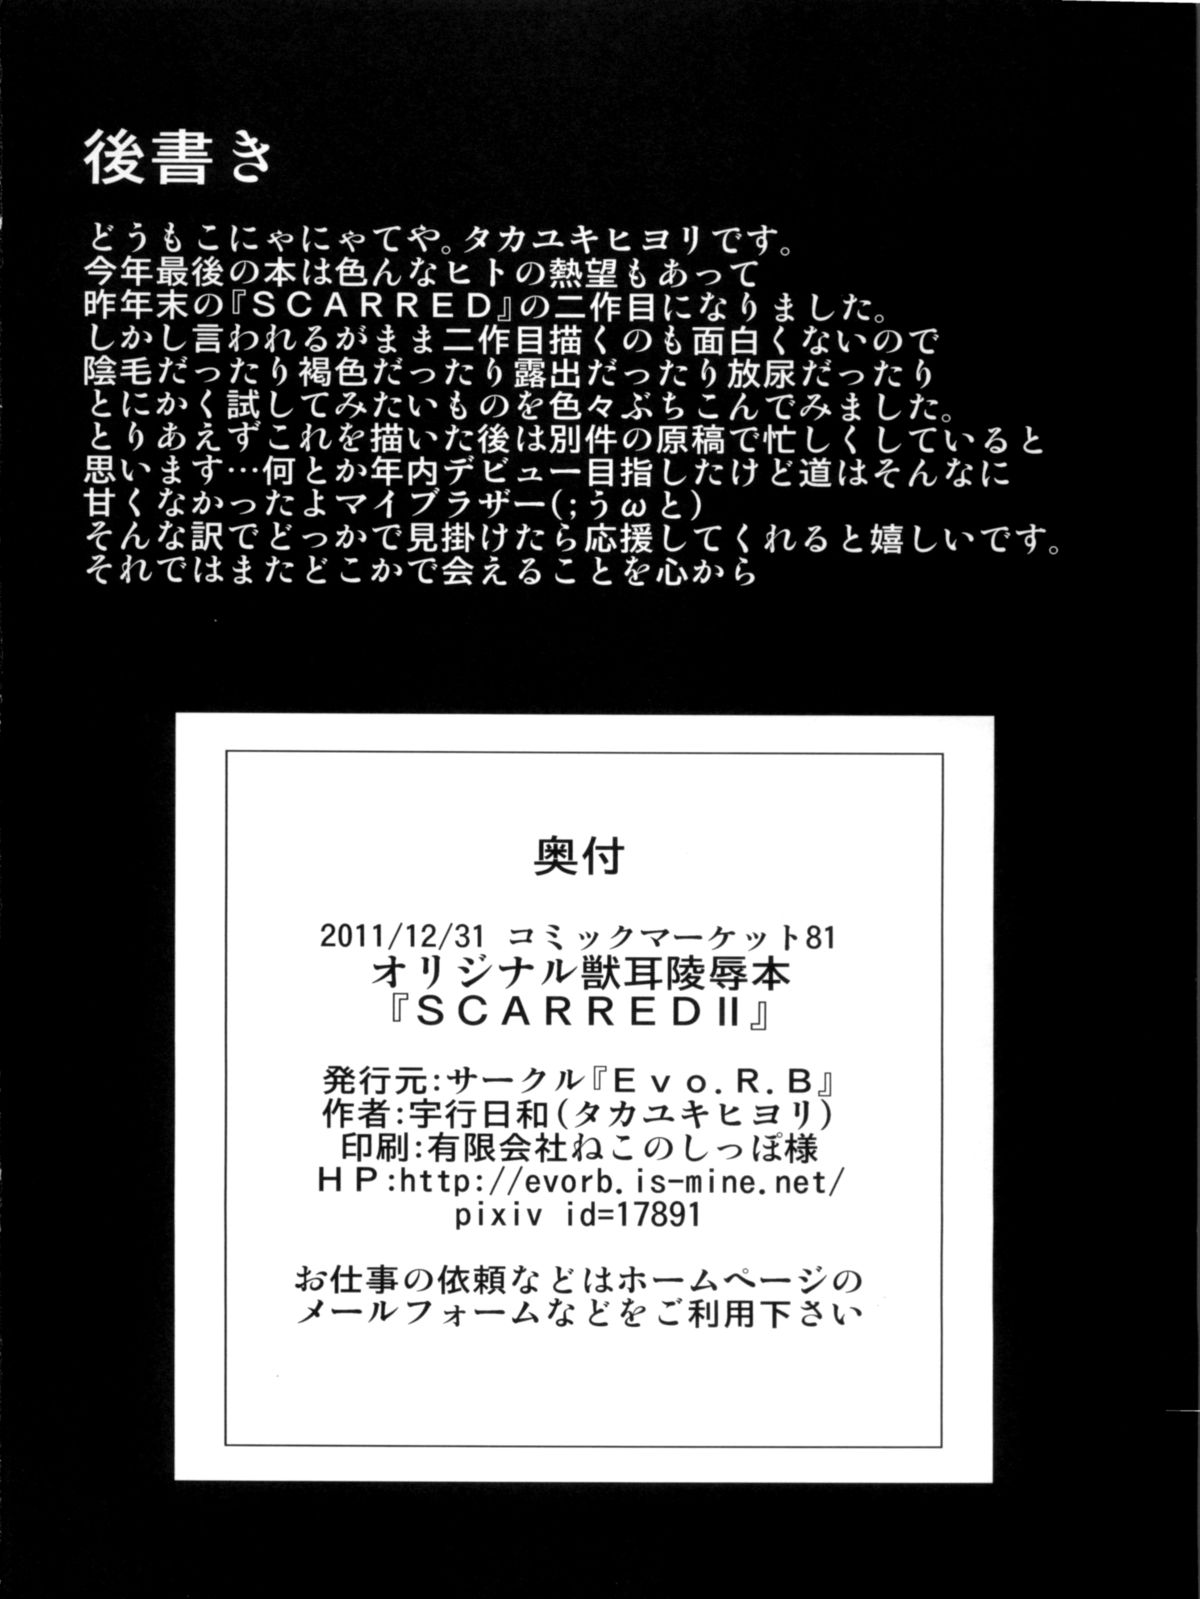 後書き
どうもこにゃにゃてや。タカユキヒヨリです。
今年最後の本は色んなヒトの熱望もあって
昨年末の『ＳＣＡＲＲＥＤ』の二作目になりました。
しかし言われるがまま二作目描くのも面白くないので
陰毛だったり褐色だったり露出だったり放尿だったり
とにかく試してみたいものを色々ぶちこんでみました。
とりあえずこれを描いた後は別件の原稿で忙しくしていると
思います…何とか年内デビュー目指したけど道はそんなに
甘くなかったよマイブラザー(;うωと)
そんな訳でどっかで見掛けたら応援してくれると嬉しいです。
それではまたどこかで会えることを心から
奥付
2011/12/31 コミックマーケット81
オリジナル獣耳陵辱本
『ＳＣＡＲＲＥＤⅡ』
発行元:サークル『Ｅｖｏ.Ｒ.Ｂ』
作者:宇行日和(タカユキヒヨリ)
印刷:有限会社ねこのしっぽ様
ＨＰ:http://evorb.is-mine.net/
pixiv id=17891
お仕事の依頼などはホームページの
メールフォームなどをご利用下さい